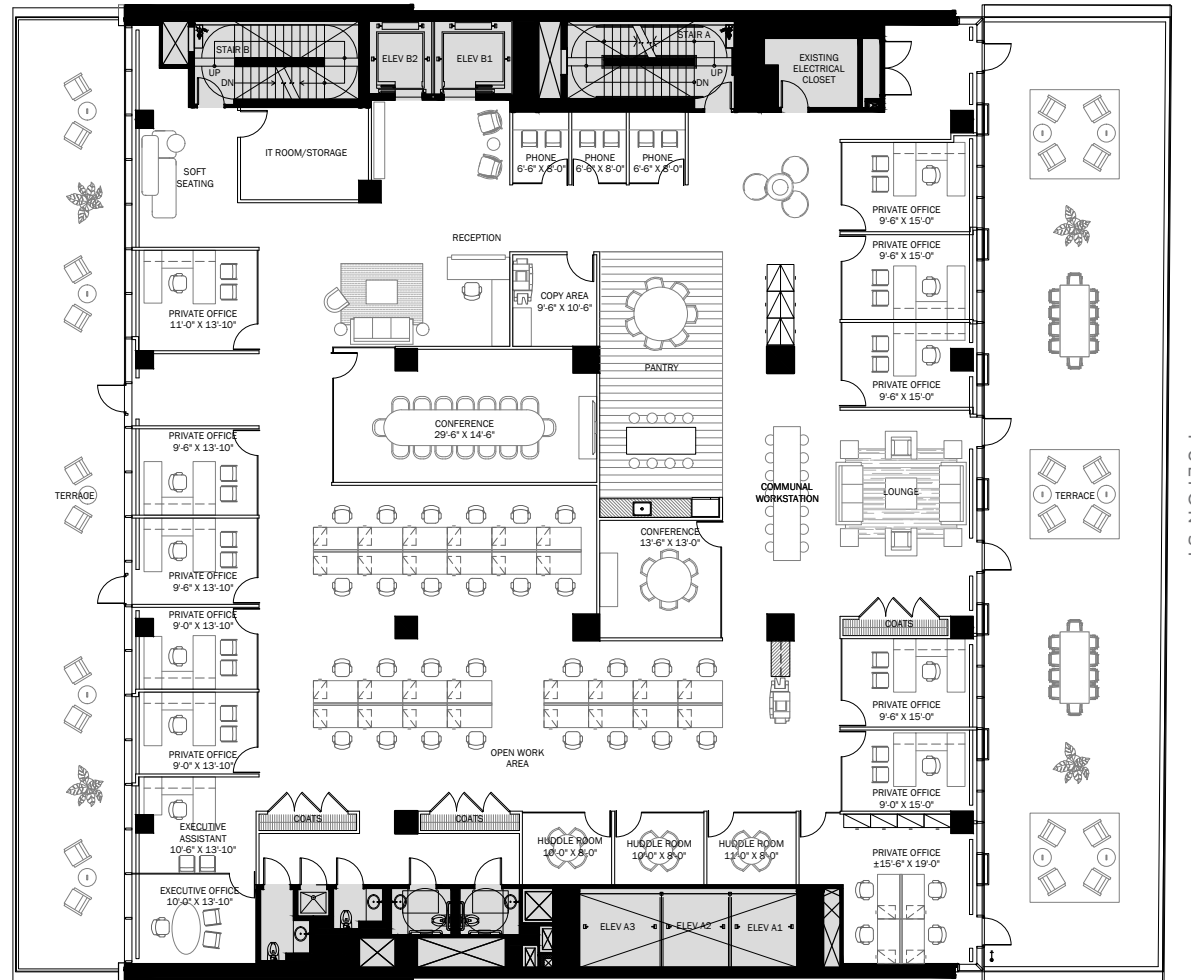 STAIR B
UP
DN
ELEV B2
ELEV B1
STAIR A
UP
DN
EXISTING
ELECTRICAL
CLOSET
IT ROOM/STORAGE
SOFT
SEATING
PHONE
6'-6" X 8'-0"
PHONE
6'-6" X 8'-0"
PHONE
6'-6" X 8'-0"
PRIVATE OFFICE
9'-6" X 15'-0"
RECEPTION
PRIVATE OFFICE
9'-6" X 15'-0"
COPY AREA
9'-6" X 10'-6"
PRIVATE OFFICE
11'-0" X 13'-10"
PANTRY
PRIVATE OFFICE
9'-6" X 15'-0"
CONFERENCE
29'-6" X 14'-6"
PRIVATE OFFICE
9'-6" X 13'-10"
TERRACE
COMMUNAL
WORKSTATION
LOUNGE
TERRACE
CONFERENCE
13'-6" X 13'-0"
PRIVATE OFFICE
9'-6" X 13'-10"
PRIVATE OFFICE
9'-0" X 13'-10"
COATS
PRIVATE OFFICE
9'-6" X 15'-0"
PRIVATE OFFICE
9'-0" X 13'-10"
OPEN WORK
AREA
PRIVATE OFFICE
9'-0" X 15'-0"
COATS
COATS
EXECUTIVE
ASSISTANT
10'-6" X 13'-10"
HUDDLE ROOM
10'-0" X 8'-0"
HUDDLE ROOM
10'-0" X 8'-0"
HUDDLE ROOM
11'-0" X 8'-0"
PRIVATE OFFICE
±15'-6" X 19'-0"
EXECUTIVE OFFICE
10'-0" X 13'-10"
ELEV A3
ELEV A2
ELEV A1